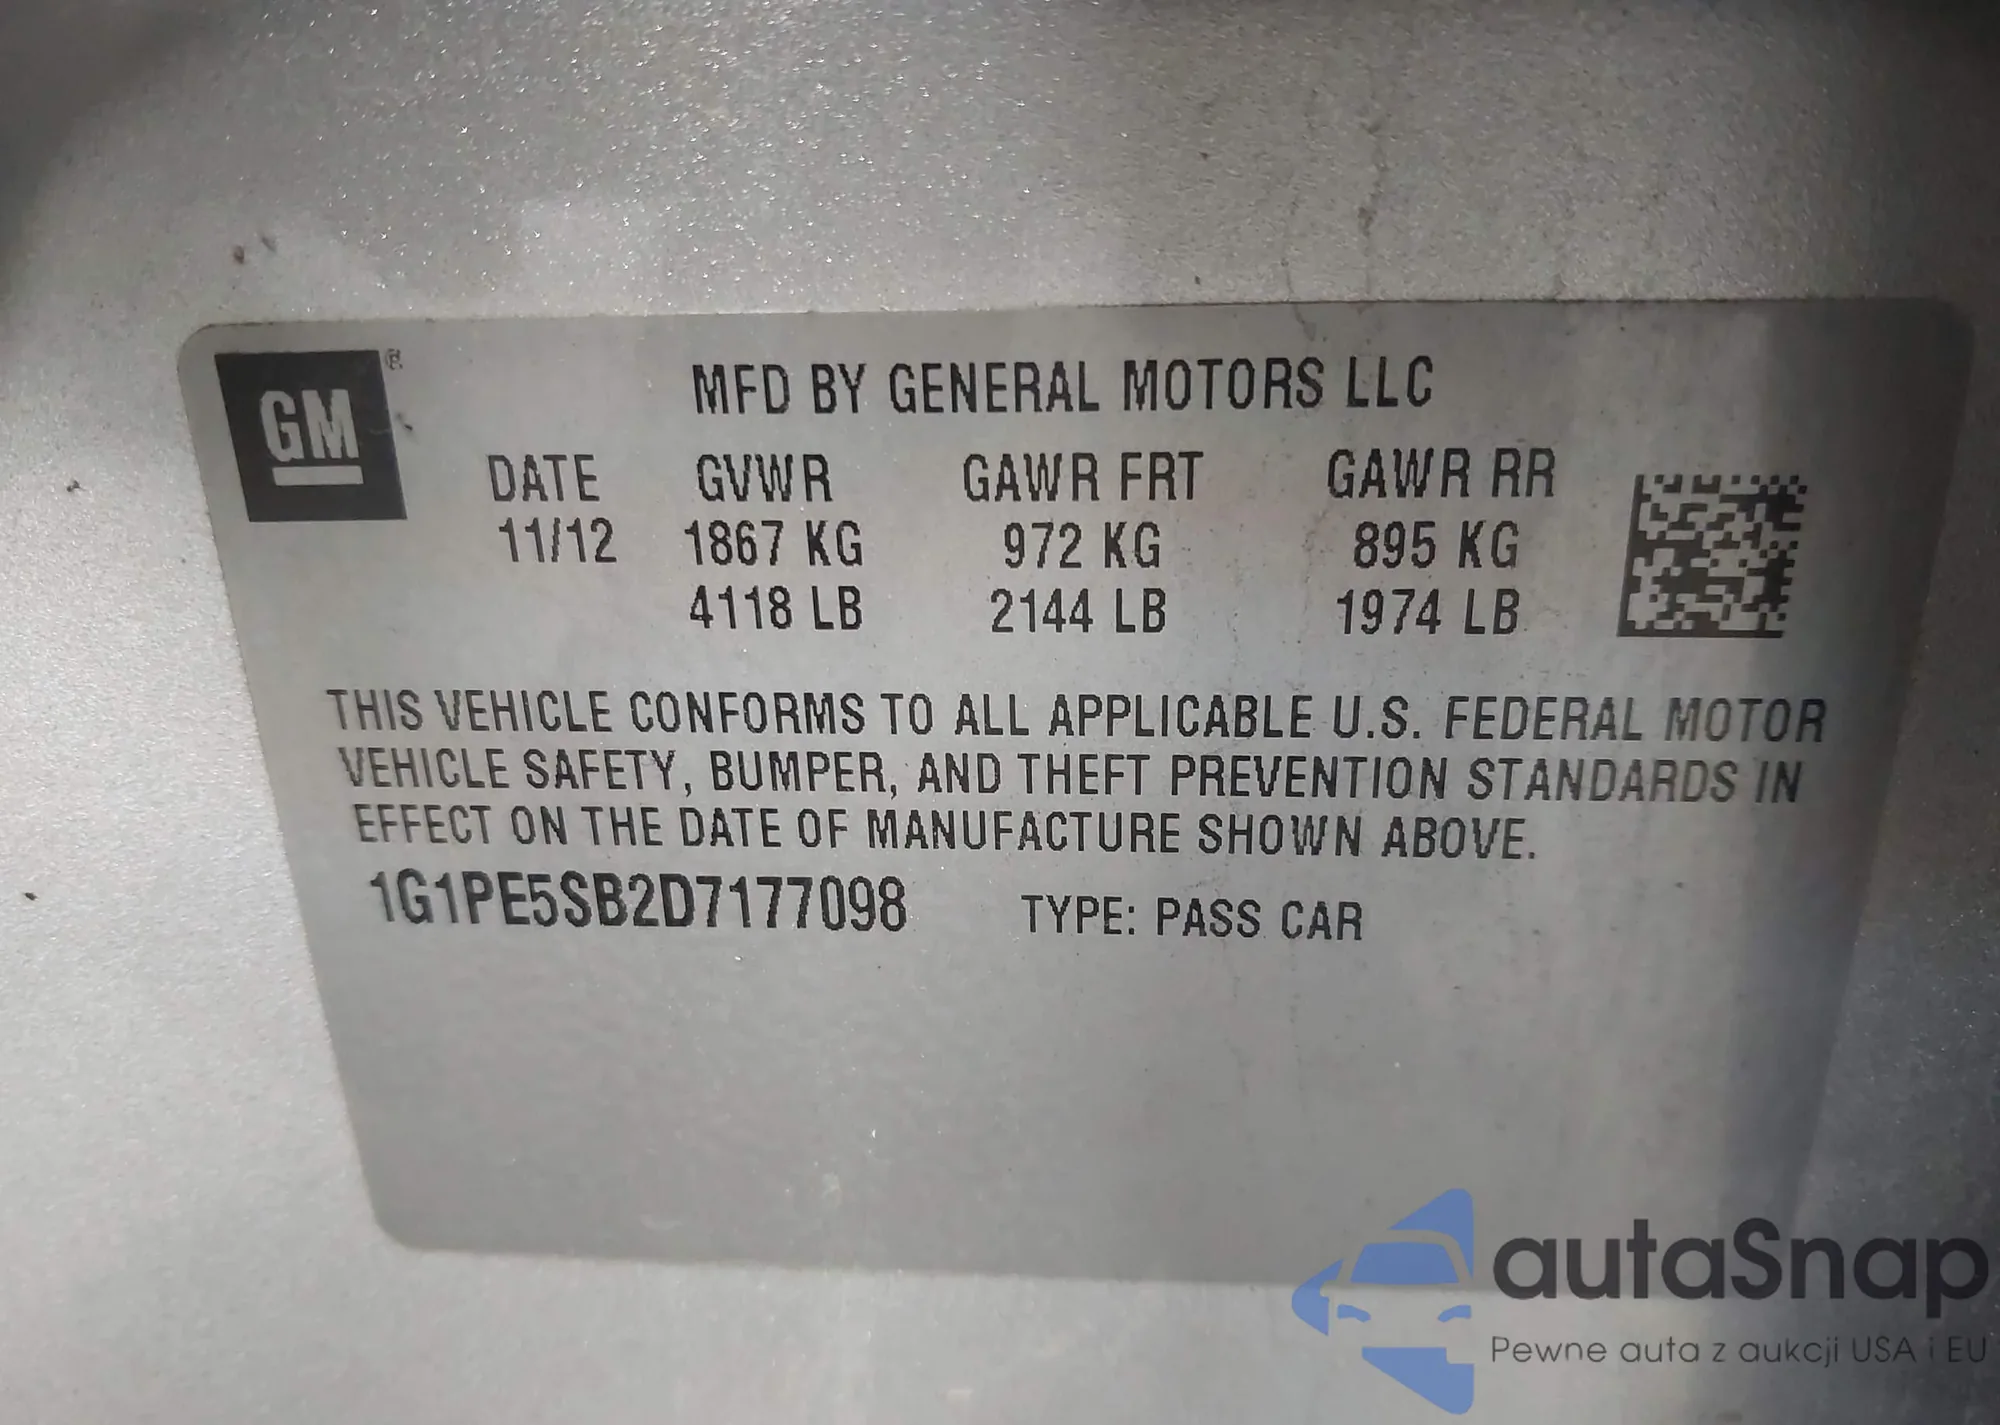 GM ®
MFD BY GENERAL MOTORS LLC
DATE GVWR GAWR FRT GAWR RR
11/12 1867 KG 972 KG 895 KG
4118 LB 2144 LB 1974 LB
THIS VEHICLE CONFORMS TO ALL APPLICABLE U.S. FEDERAL MOTOR
VEHICLE SAFETY, BUMPER, AND THEFT PREVENTION STANDARDS IN
EFFECT ON THE DATE OF MANUFACTURE SHOWN ABOVE.
1G1PE5SB2D7177098 TYPE: PASS CAR
autaSnap
Pewne auta z aukcji USA i EU